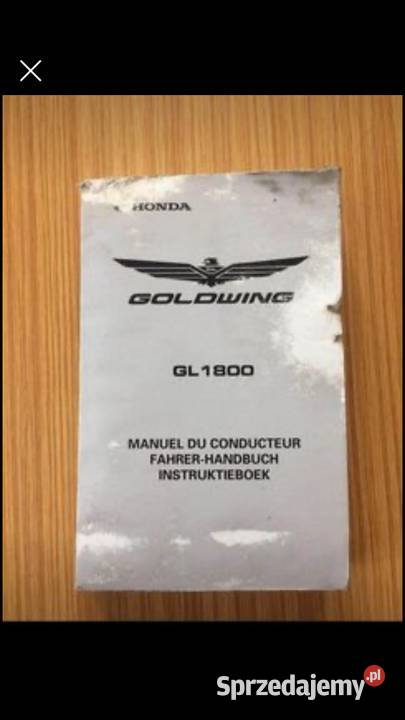 HONDA
GOLDWING
GL1800
MANUEL DU CONDUCTEUR
FAHRER-HANDBUCH
INSTRUKTIEBOEK
Sprzedajemy.pl